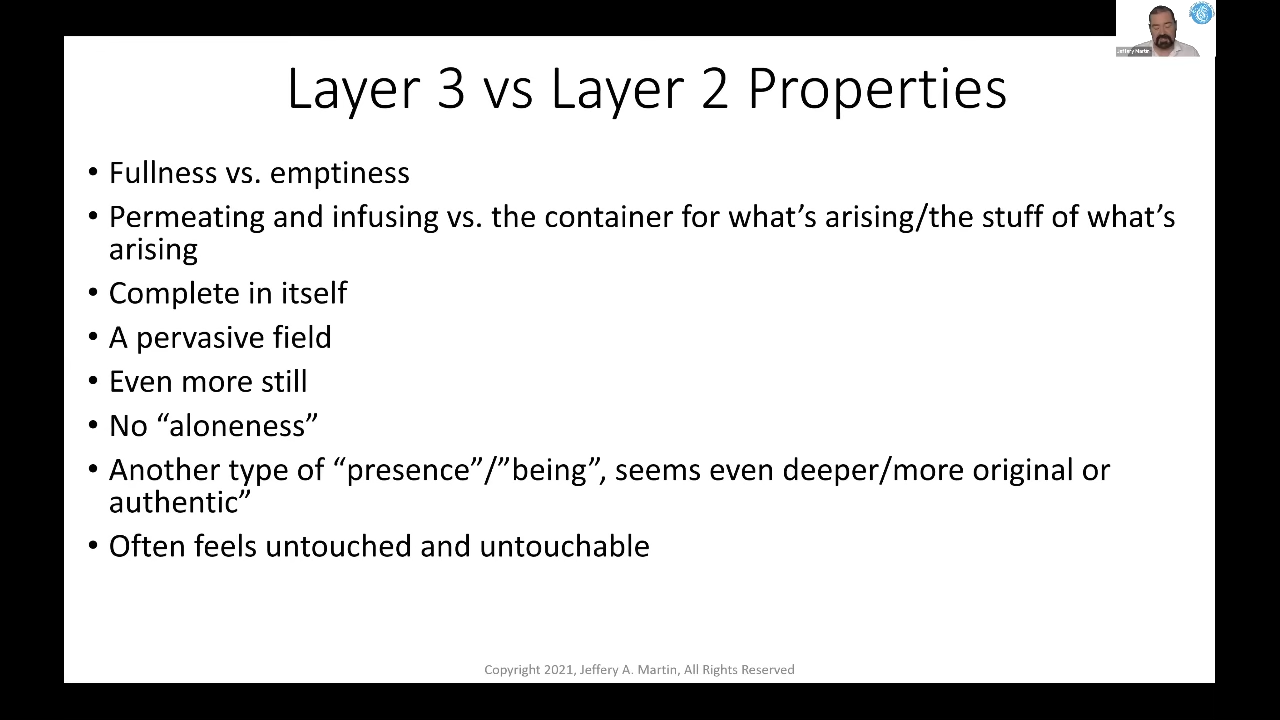 Jeffery Martin
Layer 3 vs Layer 2 Properties
• Fullness vs. emptiness
• Permeating and infusing vs. the container for what’s arising/the stuff of what’s
arising
• Complete in itself
• A pervasive field
• Even more still
• No “aloneness”
• Another type of “presence”/”being”, seems even deeper/more original or
authentic”
• Often feels untouched and untouchable
Copyright 2021, Jeffery A. Martin, All Rights Reserved